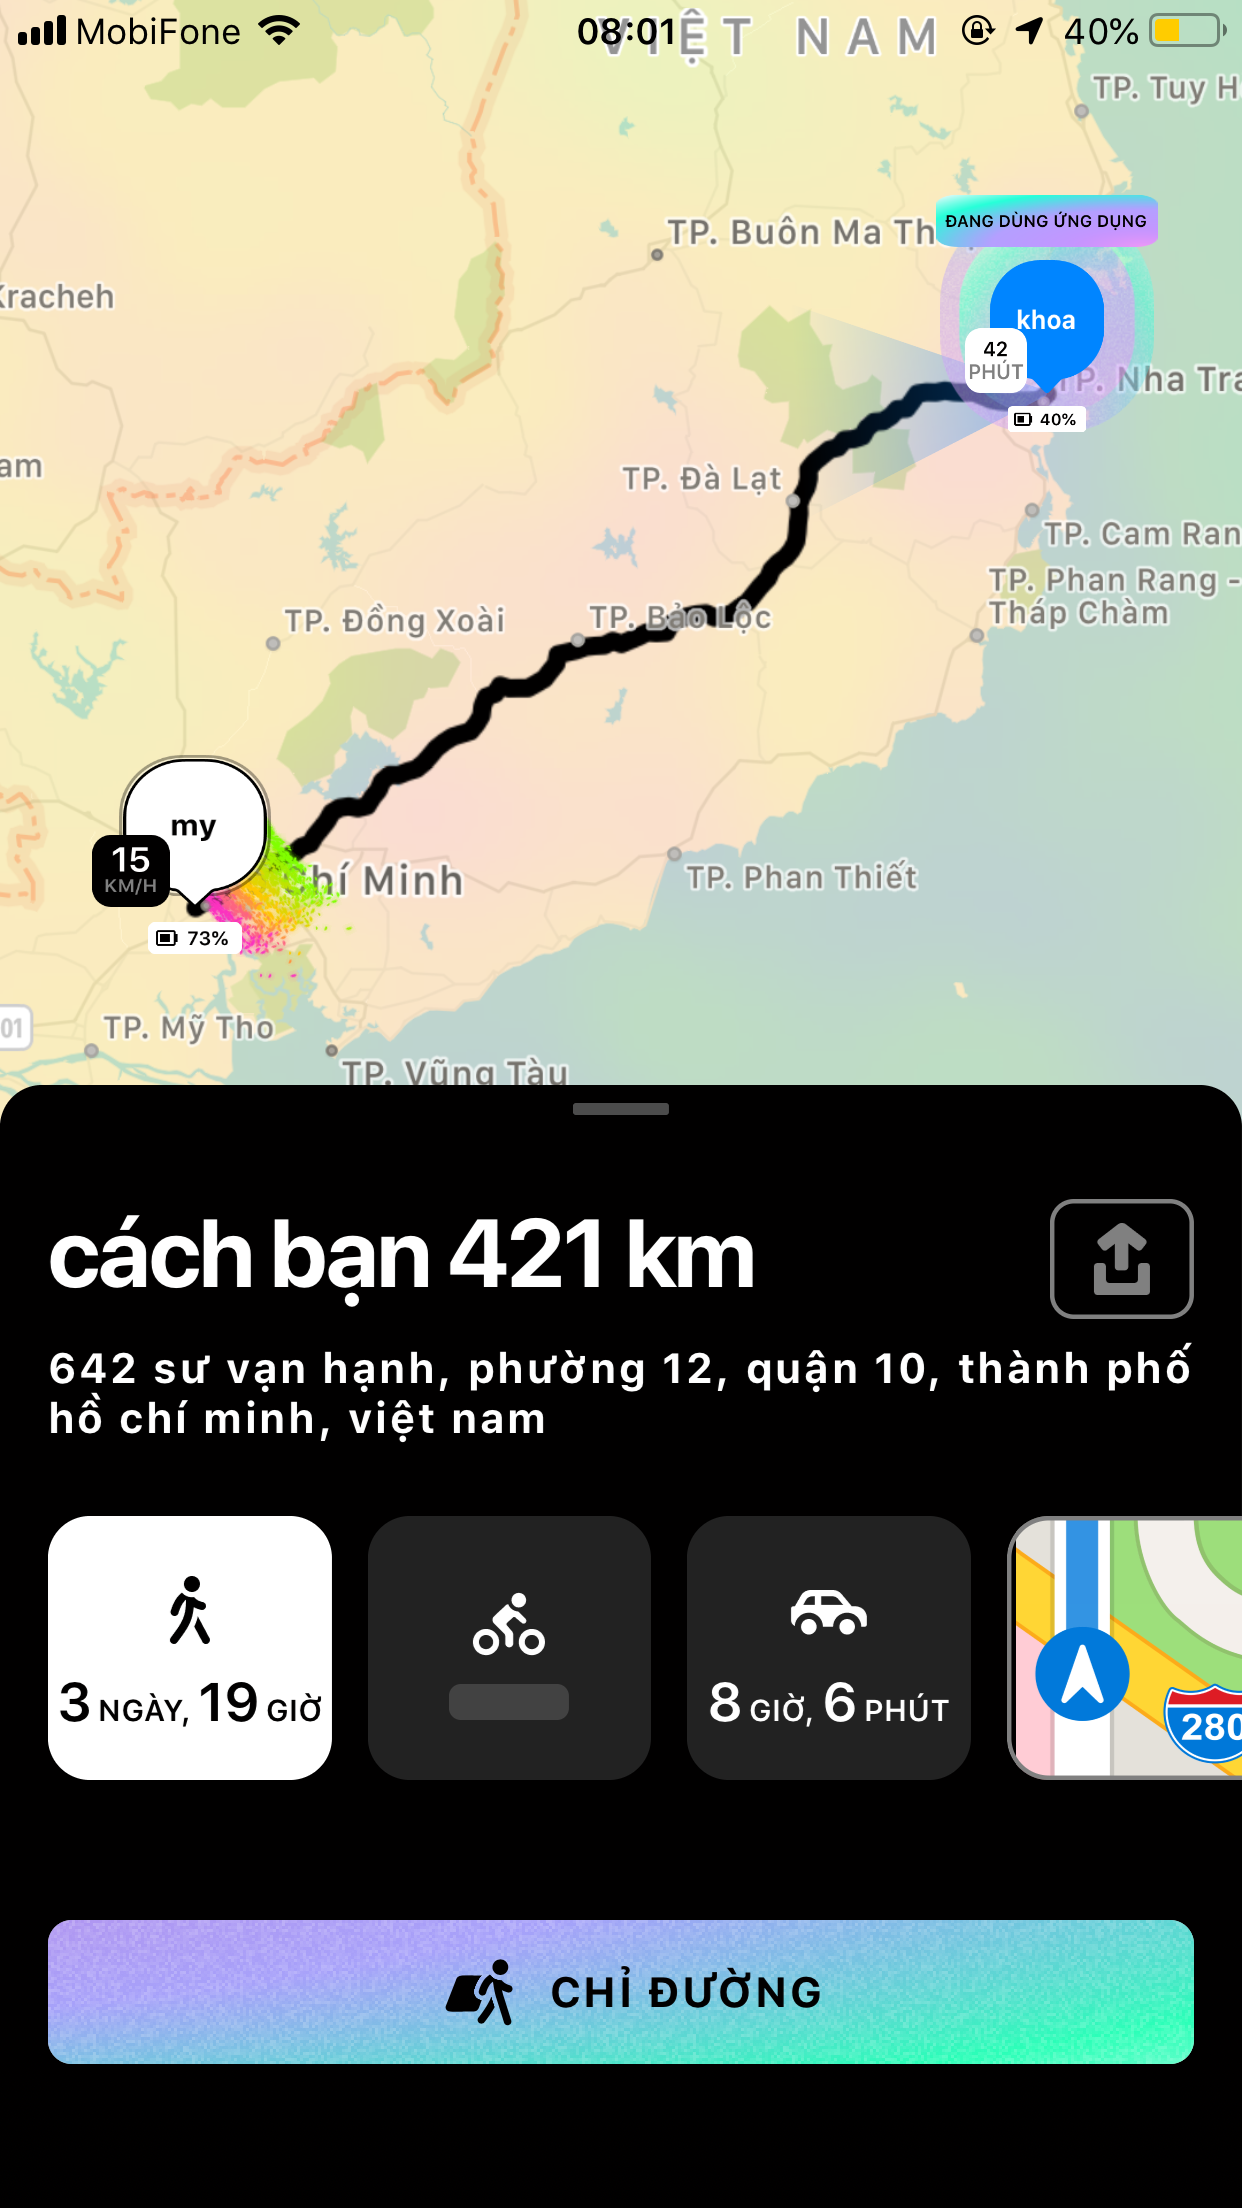 MobiFone
08:01
40%
VIỆT NAM
TP. Tuy H
TP. Buôn Ma Th
ĐANG DÙNG ỨNG DỤNG
Kracheh
khoa
42
PHÚT
TP. Nha Tra
40%
am
TP. Đà Lạt
TP. Cam Ran
TP. Phan Rang -
Tháp Chàm
TP. Đồng Xoài
TP. Bảo Lộc
my
15
KM/H
hí Minh
TP. Phan Thiết
73%
01
TP. Mỹ Tho
TP. Vũng Tàu
cách bạn 421 km
642 sư vạn hạnh, phường 12, quận 10, thành phố
hồ chí minh, việt nam
3 NGÀY, 19 GIỜ
8 GIỜ, 6 PHÚT
280
CHỈ ĐƯỜNG